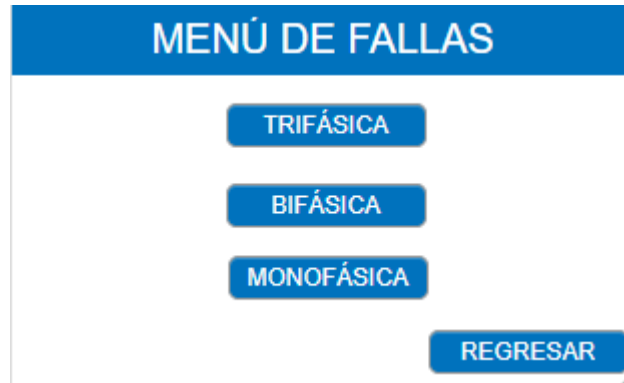 MENÚ DE FALLAS
TRIFÁSICA
BIFÁSICA
MONOFÁSICA
REGRESAR